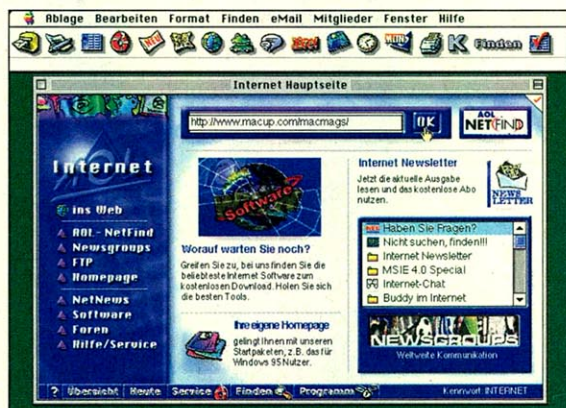 Ablage Bearbeiten Format Finden eMail Mitglieder Fenster Hilfe
NEU
Finden
Internet Hauptseite
http://www.macup.com/macmags/
OK
AOL
NETFIND
Internet
ins Web
AOL-NetFind
Newsgroups
FTP
Homepage
NetNews
Software
Foren
Hilfe/Service
Software
Worauf warten Sie noch?
Greifen Sie zu, bei uns finden Sie die
beliebteste Internet Software zum
kostenlosen Download. Holen Sie sich
die besten Tools.
Ihre eigene Homepage
gelingt Ihnen mit unseren
Startpaketen, z.B. das für
Windows 95 Nutzer.
Internet Newsletter
Jetzt die aktuelle Ausgabe
lesen und das kostenlose Abo
nutzen.
NEWS
LETTER
NEU Haben Sie Fragen?
Nicht suchen, finden!!!
Internet Newsletter
MSIE 4.0 Special
Internet-Chat
Buddy im Internet
NEWSGROUPS
Weltweite Kommunikation
? Übersicht Heute Service Finden Programm
Kennwort: INTERNET